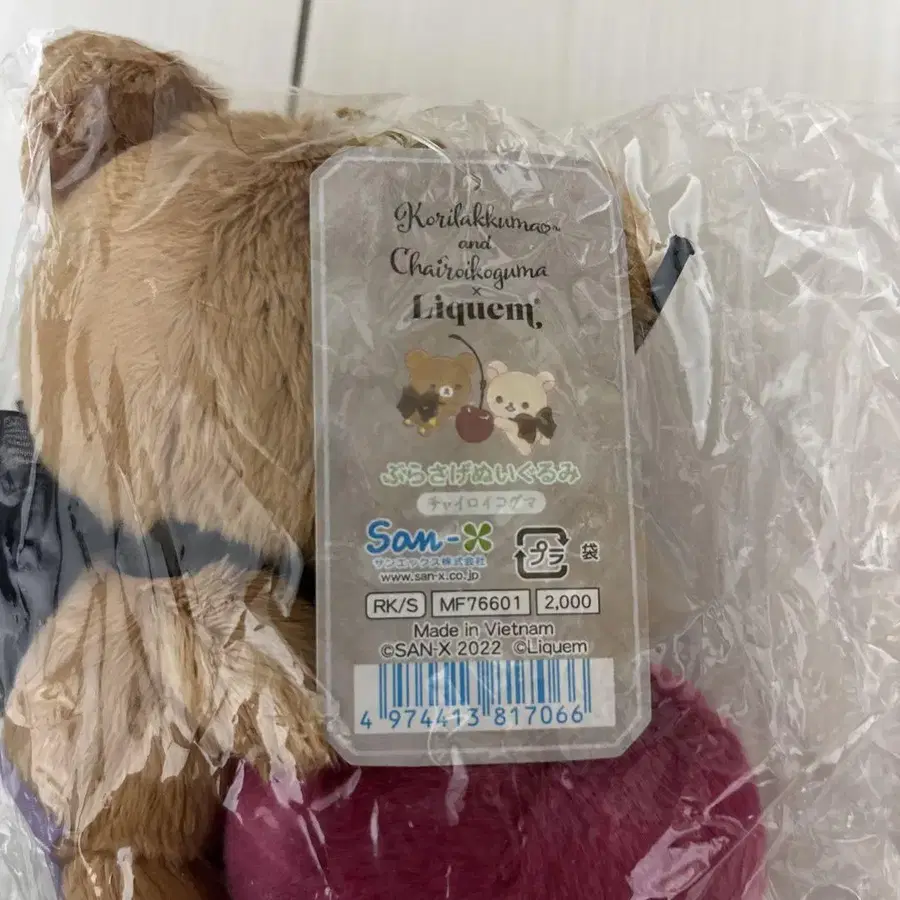 Korilakkuma
and
Chairoikoguma
×
Liquem
ぶらさげぬいぐるみ
チャイロイコグマ
San-X
サンエックス株式会社
www.san-x.co.jp
プラ 袋
RK/S MF76601 2,000
Made in Vietnam
©SAN-X 2022 ©Liquem
4 974413 817066